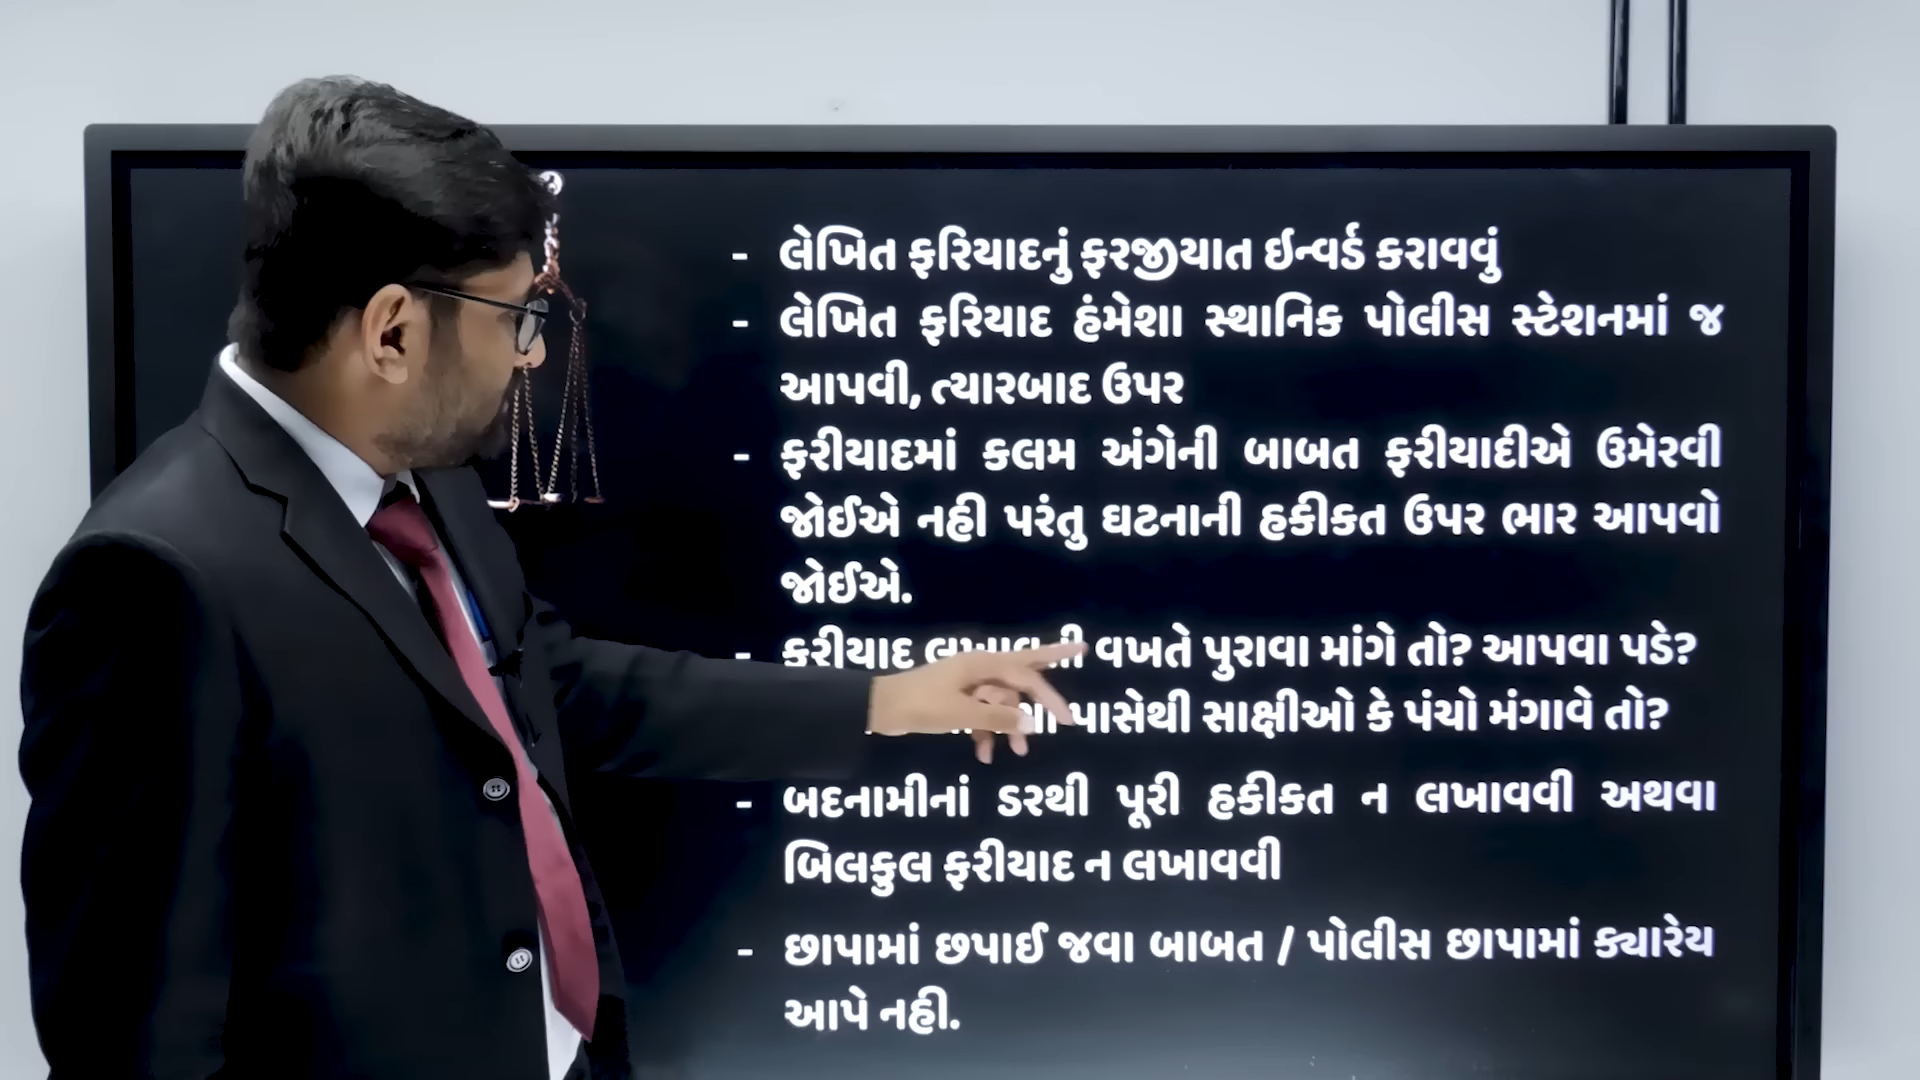 - લેખિત ફરિયાદનું ફરજીયાત ઇન્વર્ડ કરાવવું
- લેખિત ફરિયાદ હંમેશા સ્થાનિક પોલીસ સ્ટેશનમાં જ
આપવી, ત્યારબાદ ઉપર
- ફરીયાદમાં કલમ અંગેની બાબત ફરીયાદીએ ઉમેરવી
જોઈએ નહી પરંતુ ઘટનાની હકીકત ઉપર ભાર આપવો
જોઈએ.
- ફરીયાદ વખતે પુરાવા માંગે તો? આપવા પડે?
પાસેથી સાક્ષીઓ કે પંચો મંગાવે તો?
- બદનામીનાં ડરથી પૂરી હકીકત ન લખાવવી અથવા
બિલકુલ ફરીયાદ ન લખાવવી
- છાપામાં છપાઈ જવા બાબત / પોલીસ છાપામાં ક્યારેય
આપે નહી.